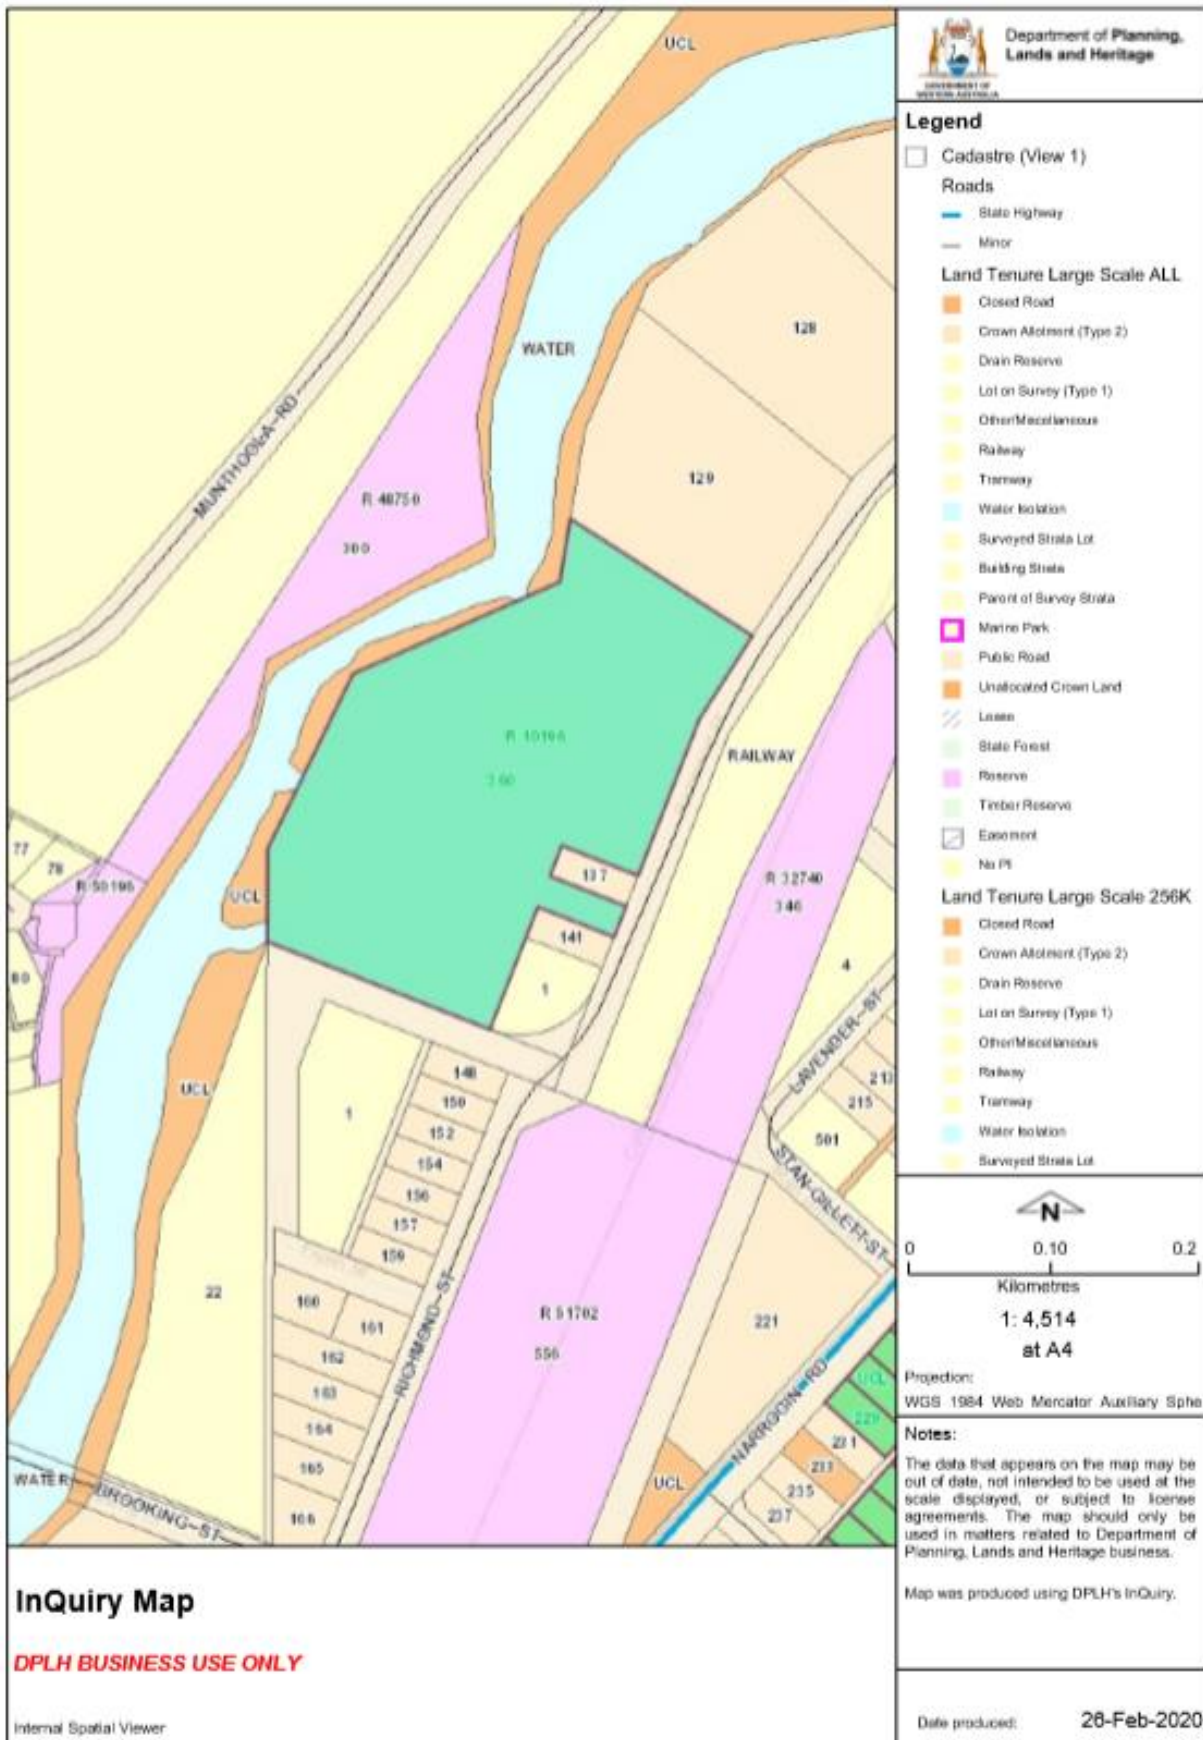 UCL
WATER
128
129
MUNTHOOLA RD
R 48750
300
R 10196
RAILWAY
137
141
1
R 32740
346
4
77
78
R 50196
80
UCL
UCL
22
1
148
150
152
154
156
157
159
160
161
162
163
164
165
166
RICHMOND-ST
R 51702
556
LAVENDER-ST
213
215
501
STAN-GILLETT-ST
221
NARROGIN-RD
UCL
229
231
233
235
237
UCL
WATER
BROOKING-ST
Department of Planning,
Lands and Heritage
GOVERNMENT OF
WESTERN AUSTRALIA
Legend
Cadastre (View 1)
Roads
State Highway
Minor
Land Tenure Large Scale ALL
Closed Road
Crown Allotment (Type 2)
Drain Reserve
Lot on Survey (Type 1)
Other/Miscellaneous
Railway
Tramway
Water Isolation
Surveyed Strata Lot
Building Strata
Parent of Survey Strata
Marine Park
Public Road
Unallocated Crown Land
Lease
State Forest
Reserve
Timber Reserve
Easement
No PI
Land Tenure Large Scale 256K
Closed Road
Crown Allotment (Type 2)
Drain Reserve
Lot on Survey (Type 1)
Other/Miscellaneous
Railway
Tramway
Water Isolation
Surveyed Strata Lot
N
0 0.10 0.2
Kilometres
1: 4,514
at A4
Projection:
WGS 1984 Web Mercator Auxiliary Sphe
Notes:
The data that appears on the map may be
out of date, not intended to be used at the
scale displayed, or subject to license
agreements. The map should only be
used in matters related to Department of
Planning, Lands and Heritage business.
Map was produced using DPLH's InQuiry.
Date produced: 26-Feb-2020
InQuiry Map
DPLH BUSINESS USE ONLY
Internal Spatial Viewer